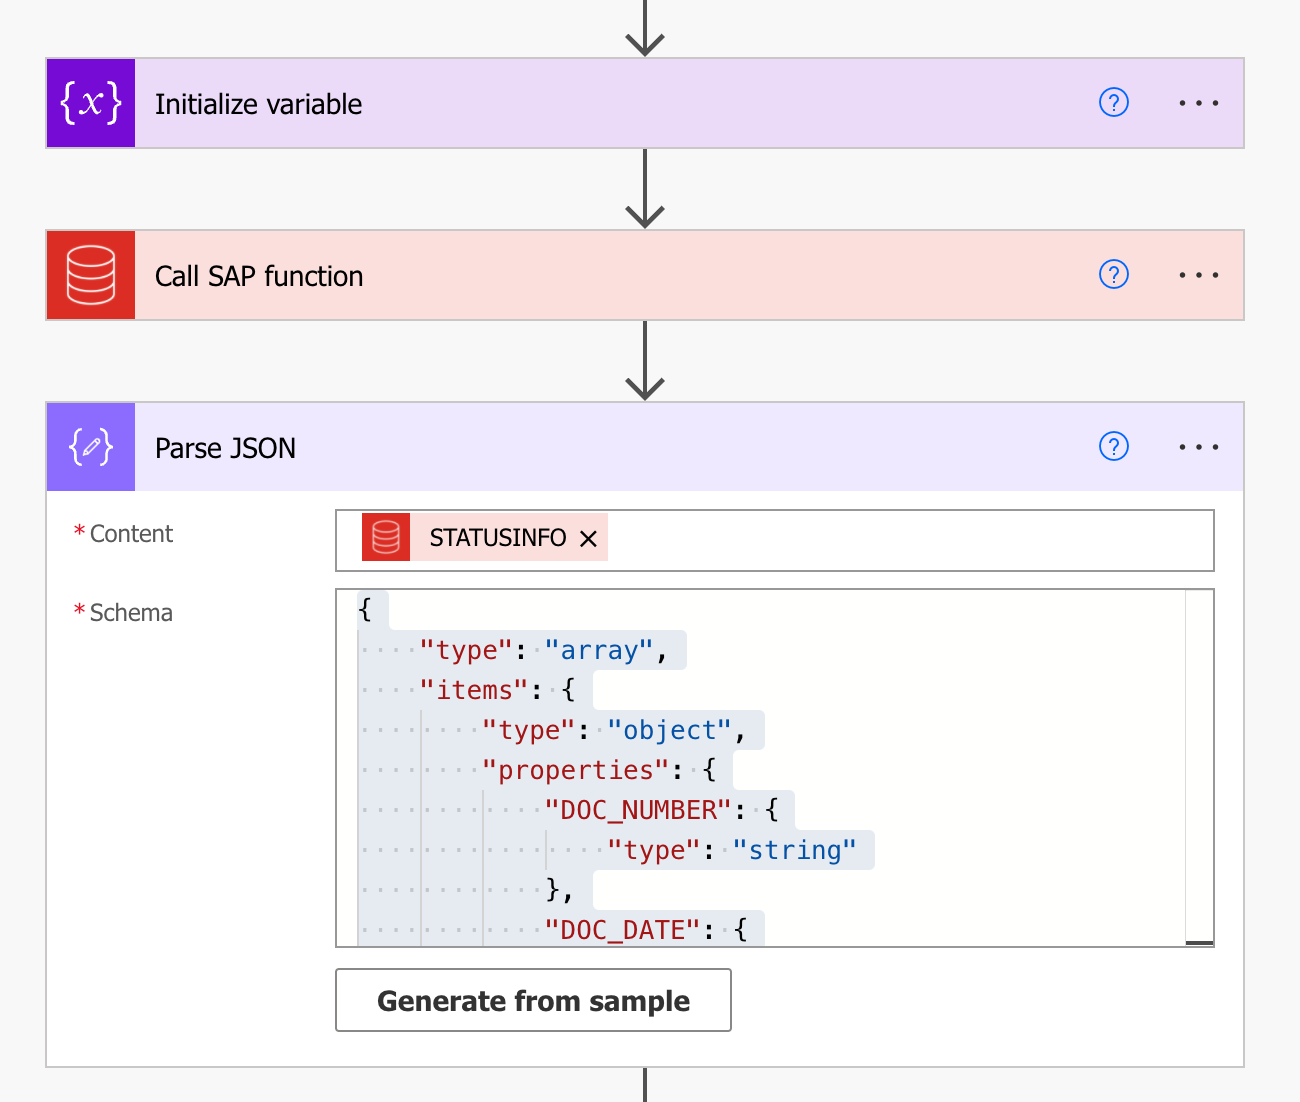 {x} Initialize variable ? ...
Call SAP function ? ...
{} Parse JSON ? ...
* Content STATUSINFO ×
* Schema
{
"type": "array",
"items": {
"type": "object",
"properties": {
"DOC_NUMBER": {
"type": "string"
},
"DOC_DATE": {
Generate from sample